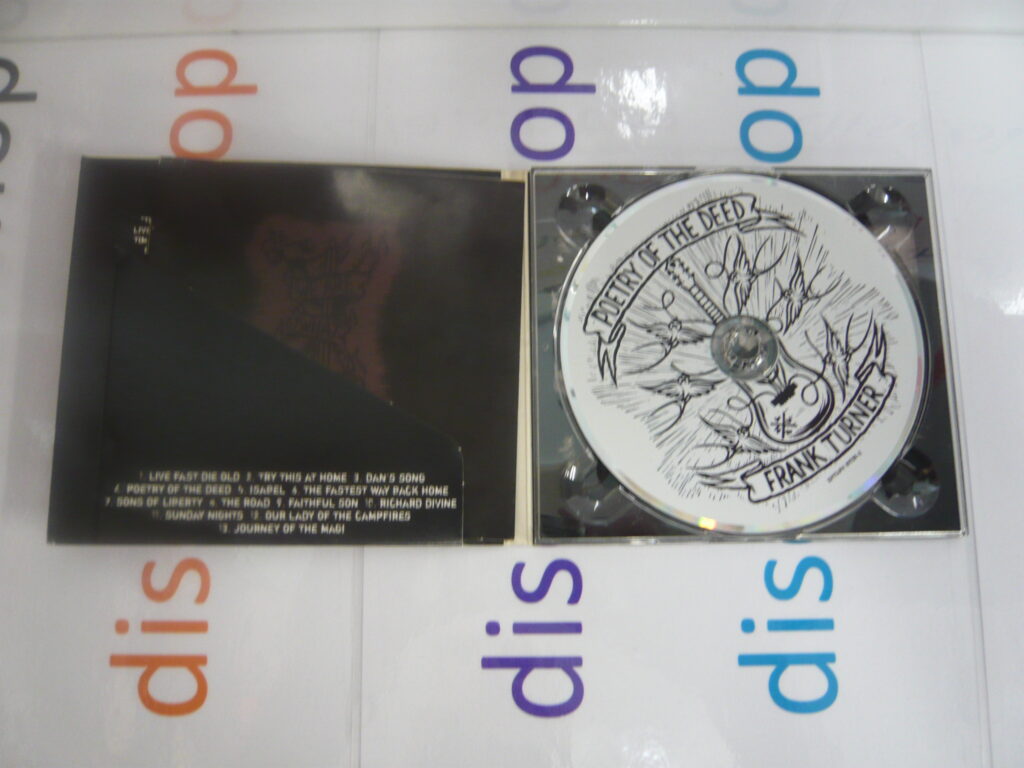 op
op
op
op
POETRY OF THE DEED
FRANK TURNER
1. LIVE FAST DIE OLD 2. TRY THIS AT HOME 3. DAN'S SONG
4. POETRY OF THE DEED 5. ISABEL 6. THE FASTEST WAY BACK HOME
7. SONS OF LIBERTY 8. THE ROAD 9. FAITHFUL SON 10. RICHARD DIVINE
11. SUNDAY NIGHTS 12. OUR LADY OF THE CAMPFIRES
13. JOURNEY OF THE MAGI
dis
dis
dis